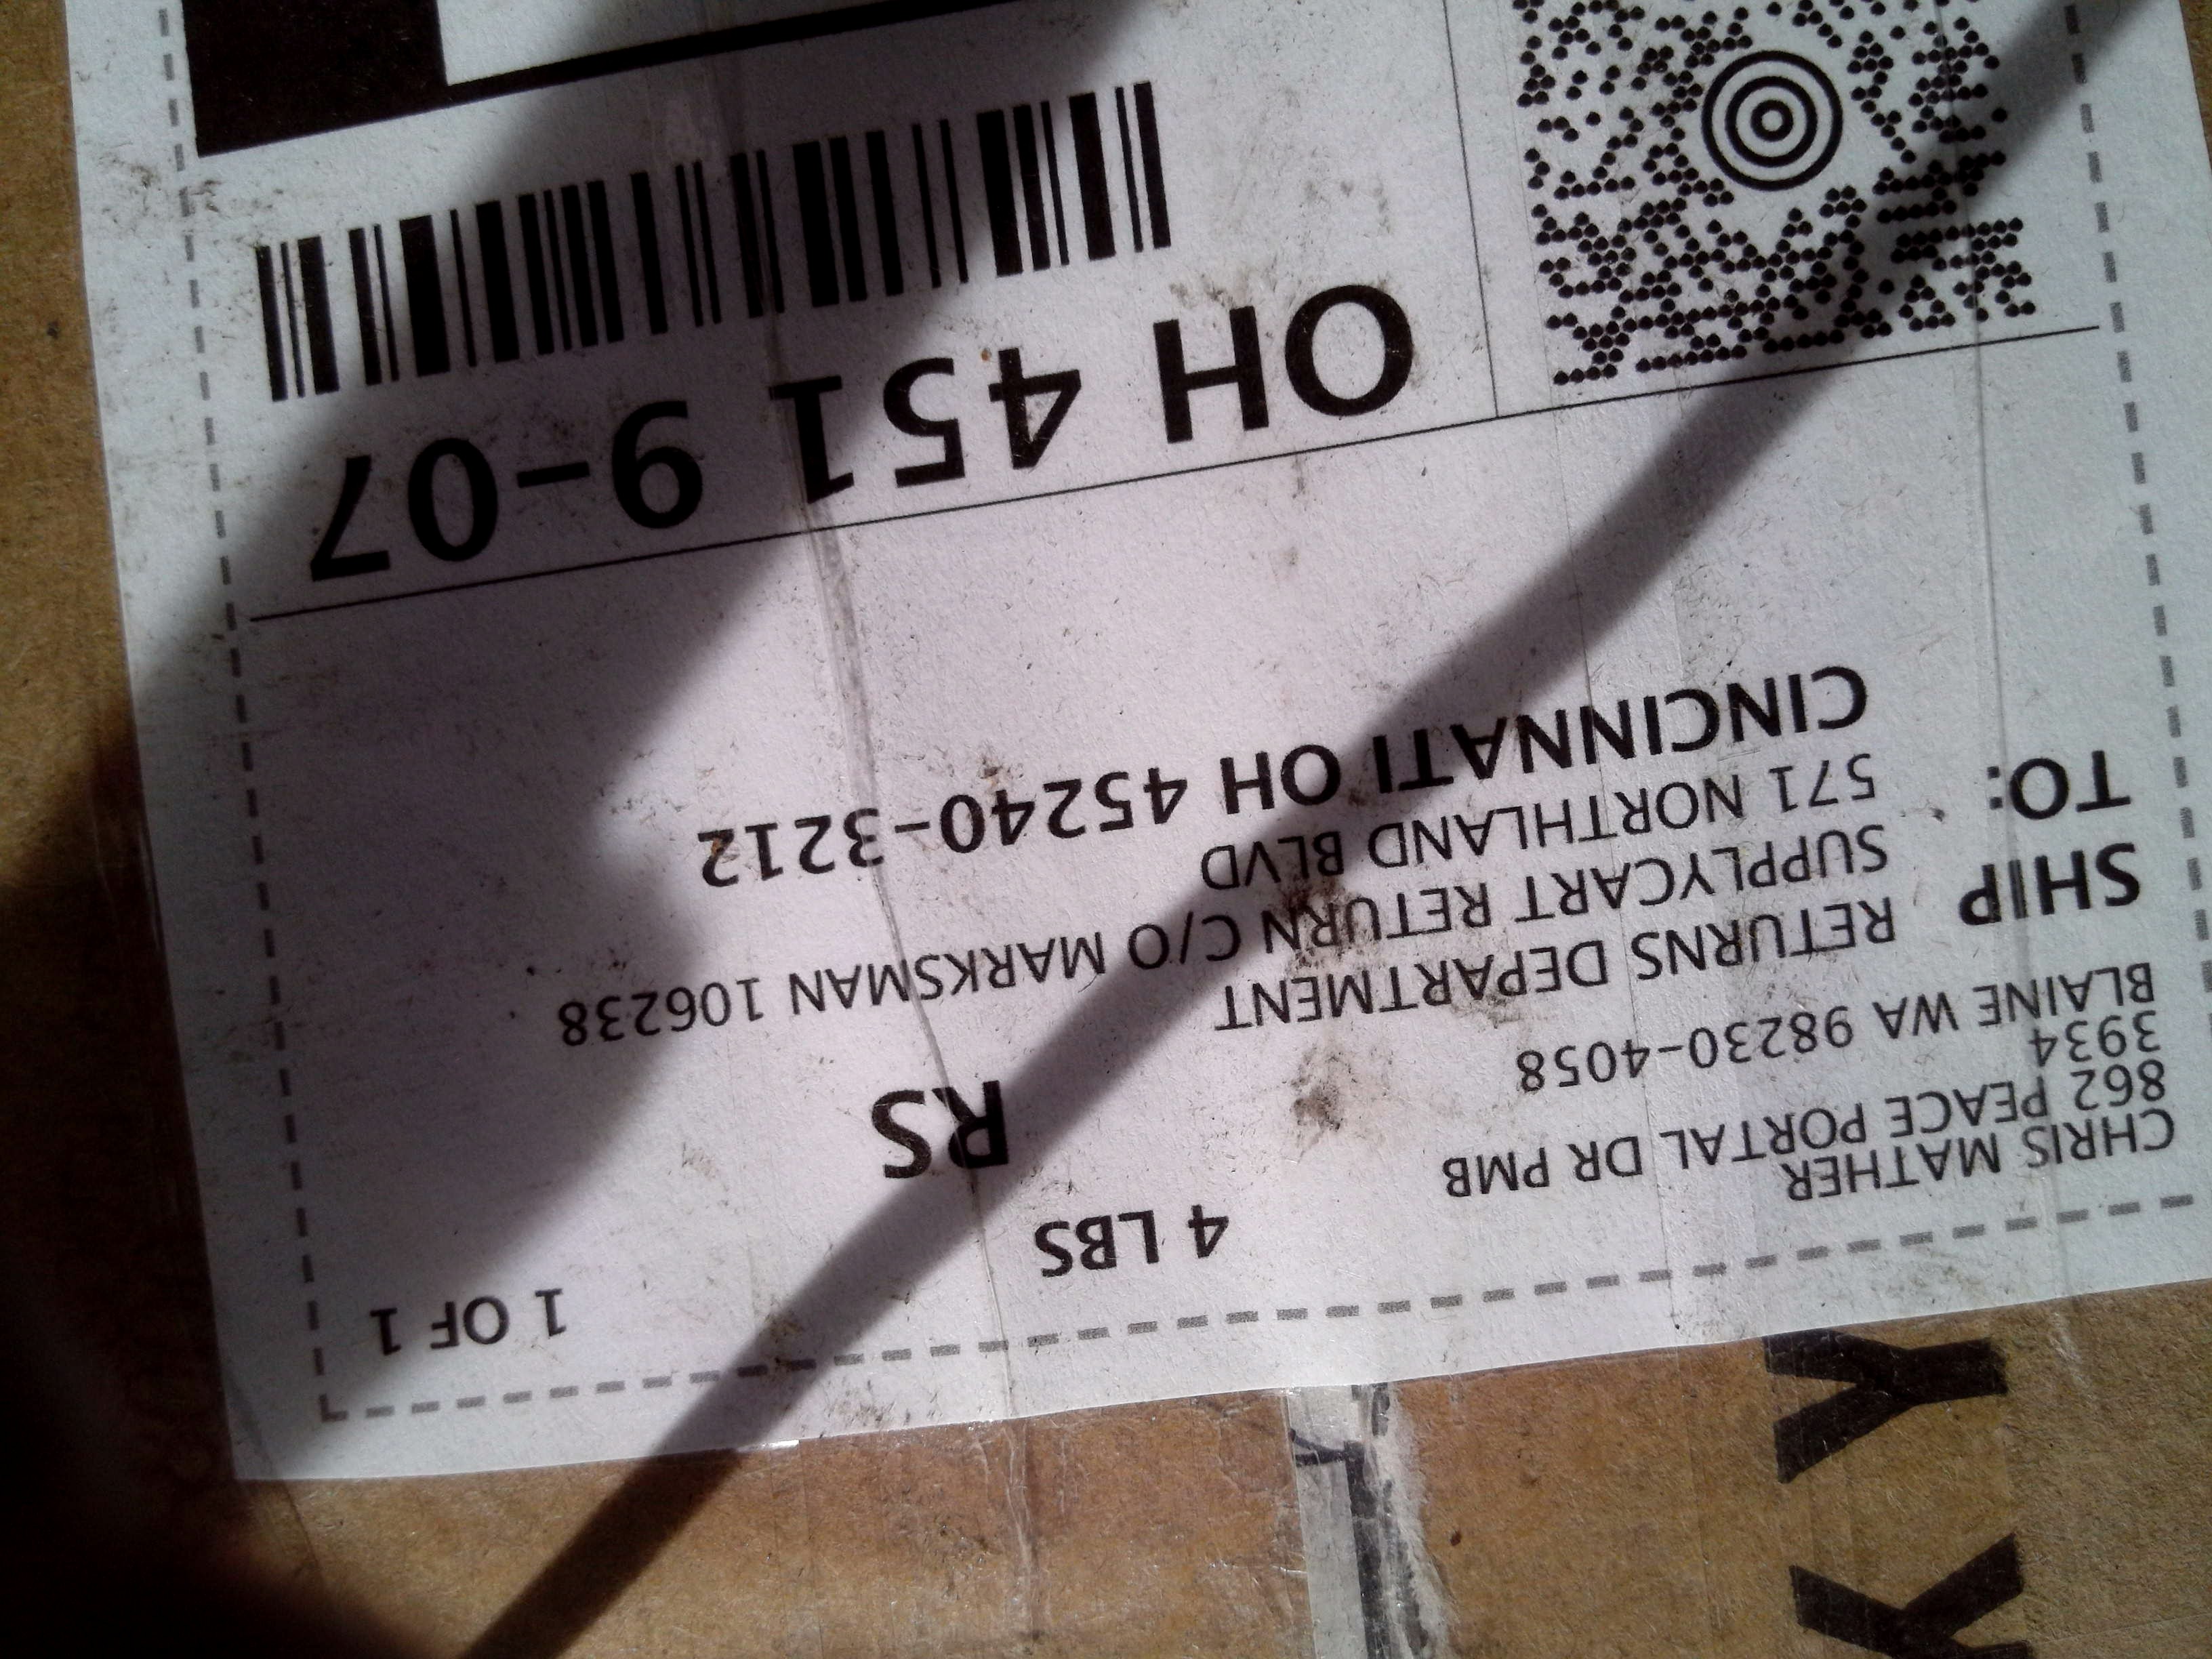 CHRIS MATHER
862 PEACE PORTAL DR PMB
3934
BLAINE WA 98230-4058
4 LBS
1 OF 1
RS
SHIP
TO:
RETURNS DEPARTMENT
SUPPLYCART RETURN C/O MARKSMAN 106238
571 NORTHLAND BLVD
CINCINNATI OH 45240-3212
OH 451 9-07
K Y